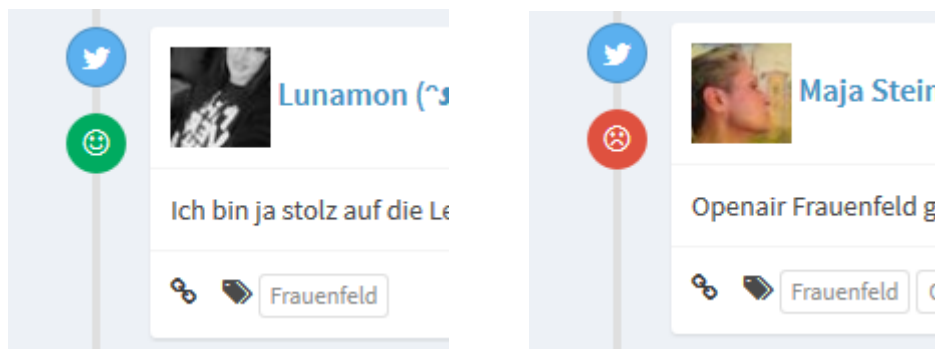 Lunamon (^
Ich bin ja stolz auf die Le
Frauenfeld
Maja Stein
Openair Frauenfeld g
Frauenfeld